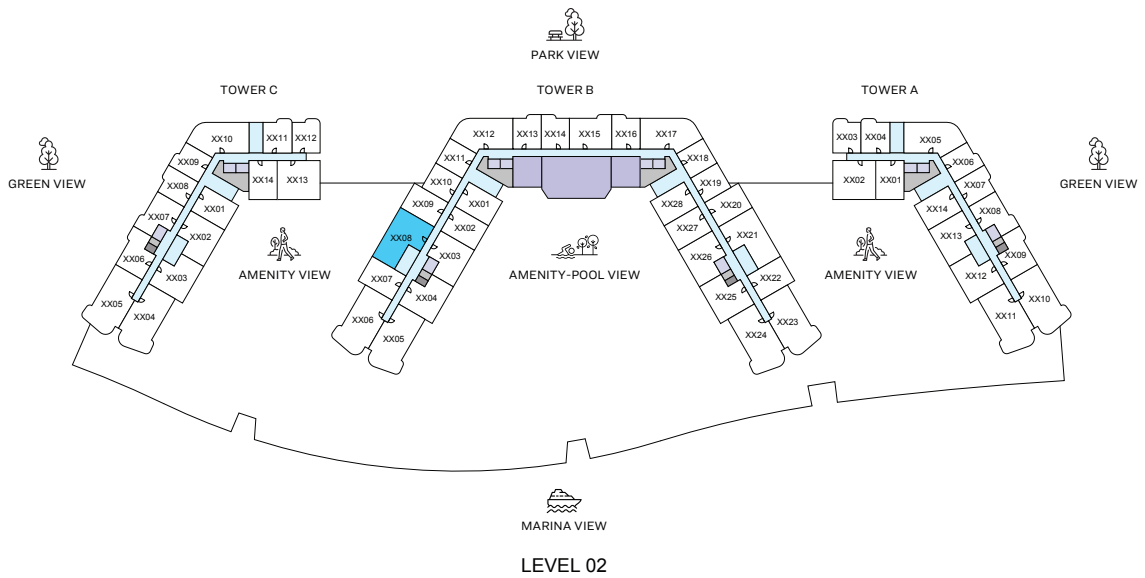 PARK VIEW
TOWER C
TOWER B
TOWER A
GREEN VIEW
GREEN VIEW
XX10
XX11
XX12
XX09
XX08
XX14
XX13
XX07
XX01
XX06
XX02
XX03
XX05
XX04
AMENITY VIEW
XX12
XX13
XX14
XX15
XX16
XX17
XX11
XX18
XX10
XX19
XX09
XX01
XX28
XX20
XX08
XX02
XX27
XX21
XX03
XX26
XX07
XX04
XX25
XX22
XX06
XX05
XX24
XX23
AMENITY-POOL VIEW
AMENITY VIEW
XX03
XX04
XX05
XX02
XX01
XX06
XX07
XX14
XX08
XX13
XX09
XX12
XX10
XX11
MARINA VIEW
LEVEL 02